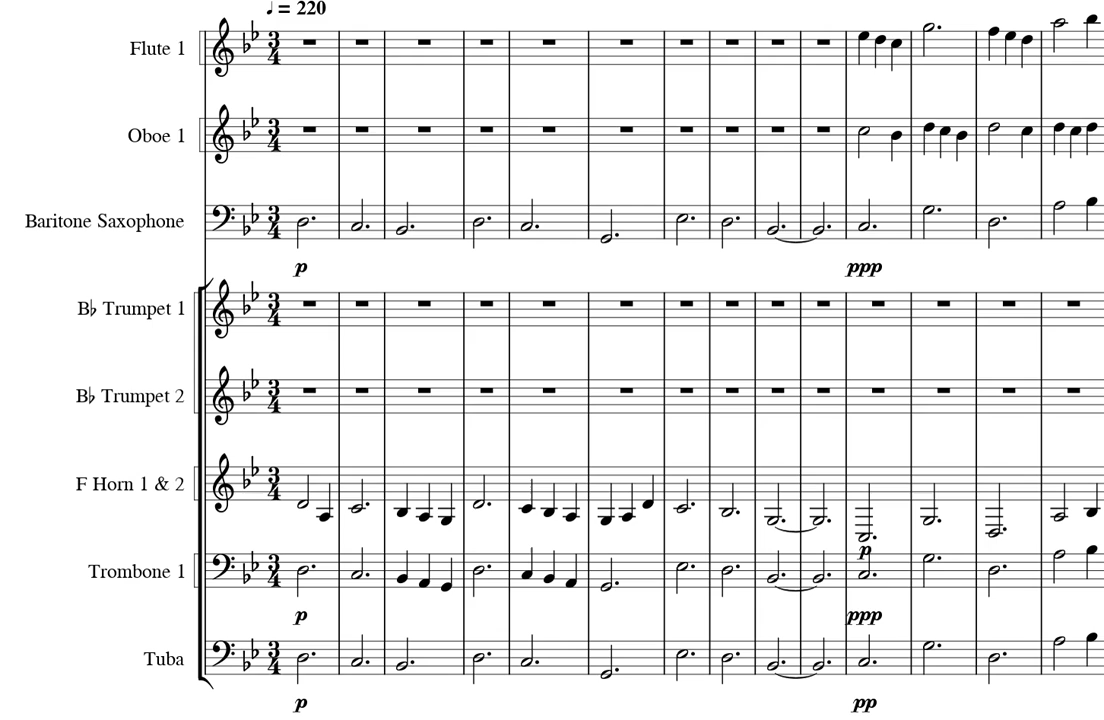 ♩ = 220
Flute 1
Oboe 1
Baritone Saxophone
p
ppp
B♭ Trumpet 1
B♭ Trumpet 2
F Horn 1 & 2
p
Trombone 1
p
ppp
Tuba
p
pp